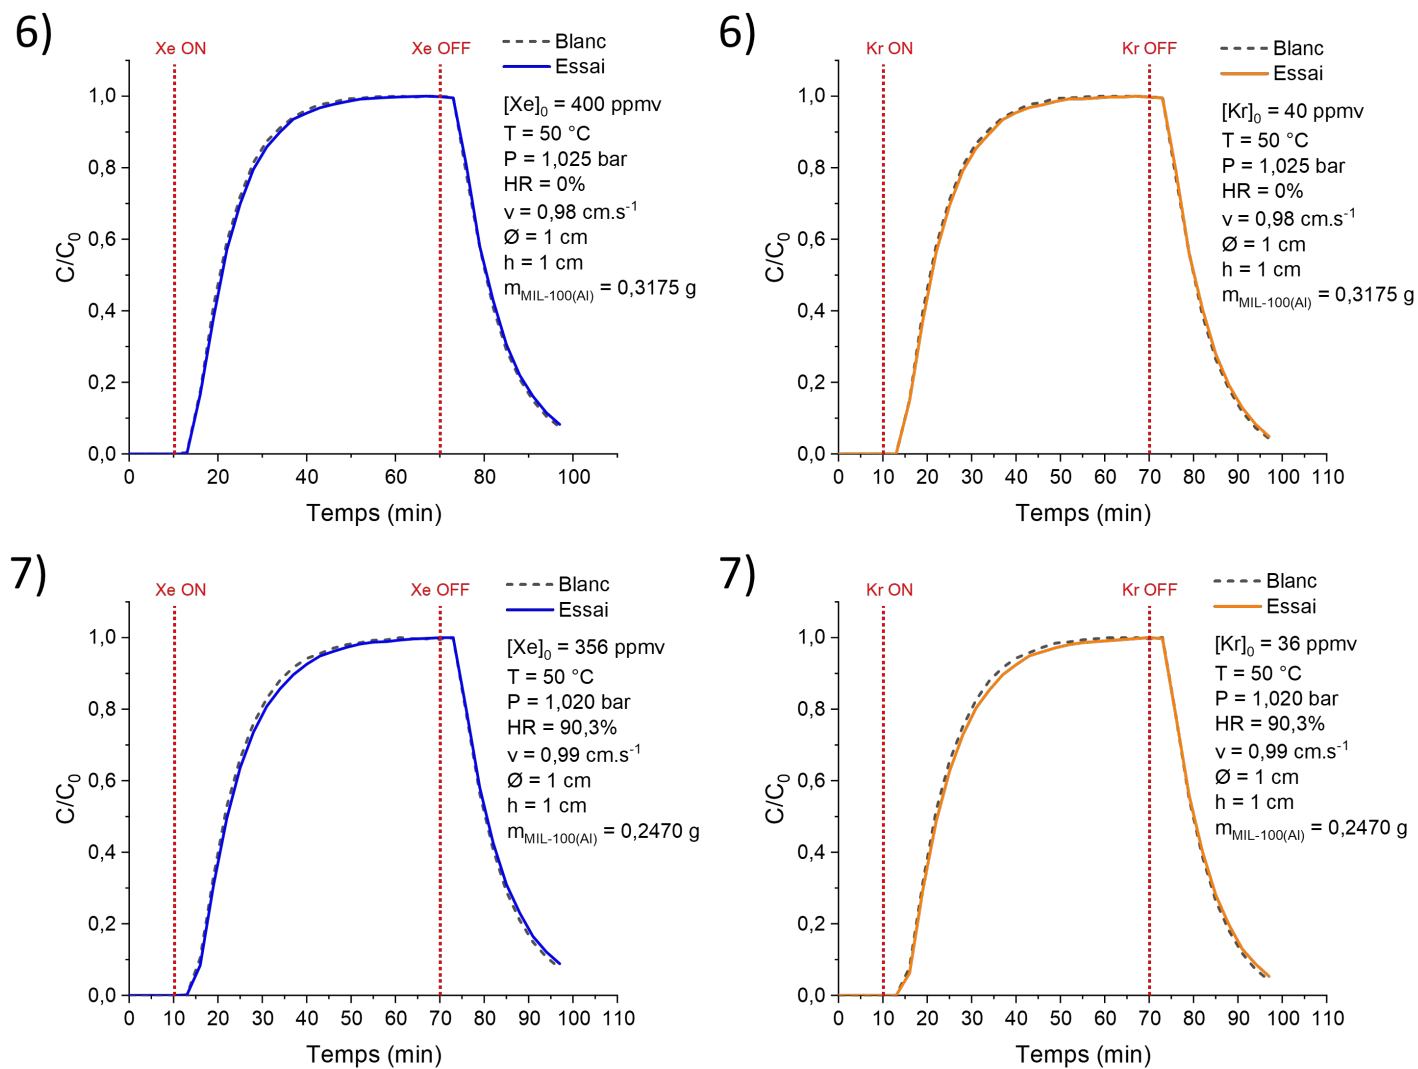 6)
Xe ON
Xe OFF
Blanc
Essai
[Xe]0 = 400 ppmv
T = 50 °C
P = 1,025 bar
HR = 0%
v = 0,98 cm.s-1
Ø = 1 cm
h = 1 cm
mMIL-100(Al) = 0,3175 g
C/C0
1,0
0,8
0,6
0,4
0,2
0,0
0 20 40 60 80 100
Temps (min)
6)
Kr ON
Kr OFF
Blanc
Essai
[Kr]0 = 40 ppmv
T = 50 °C
P = 1,025 bar
HR = 0%
v = 0,98 cm.s-1
Ø = 1 cm
h = 1 cm
mMIL-100(Al) = 0,3175 g
C/C0
1,0
0,8
0,6
0,4
0,2
0,0
0 10 20 30 40 50 60 70 80 90 100 110
Temps (min)
7)
Xe ON
Xe OFF
Blanc
Essai
[Xe]0 = 356 ppmv
T = 50 °C
P = 1,020 bar
HR = 90,3%
v = 0,99 cm.s-1
Ø = 1 cm
h = 1 cm
mMIL-100(Al) = 0,2470 g
C/C0
1,0
0,8
0,6
0,4
0,2
0,0
0 10 20 30 40 50 60 70 80 90 100 110
Temps (min)
7)
Kr ON
Kr OFF
Blanc
Essai
[Kr]0 = 36 ppmv
T = 50 °C
P = 1,020 bar
HR = 90,3%
v = 0,99 cm.s-1
Ø = 1 cm
h = 1 cm
mMIL-100(Al) = 0,2470 g
C/C0
1,0
0,8
0,6
0,4
0,2
0,0
0 10 20 30 40 50 60 70 80 90 100 110
Temps (min)